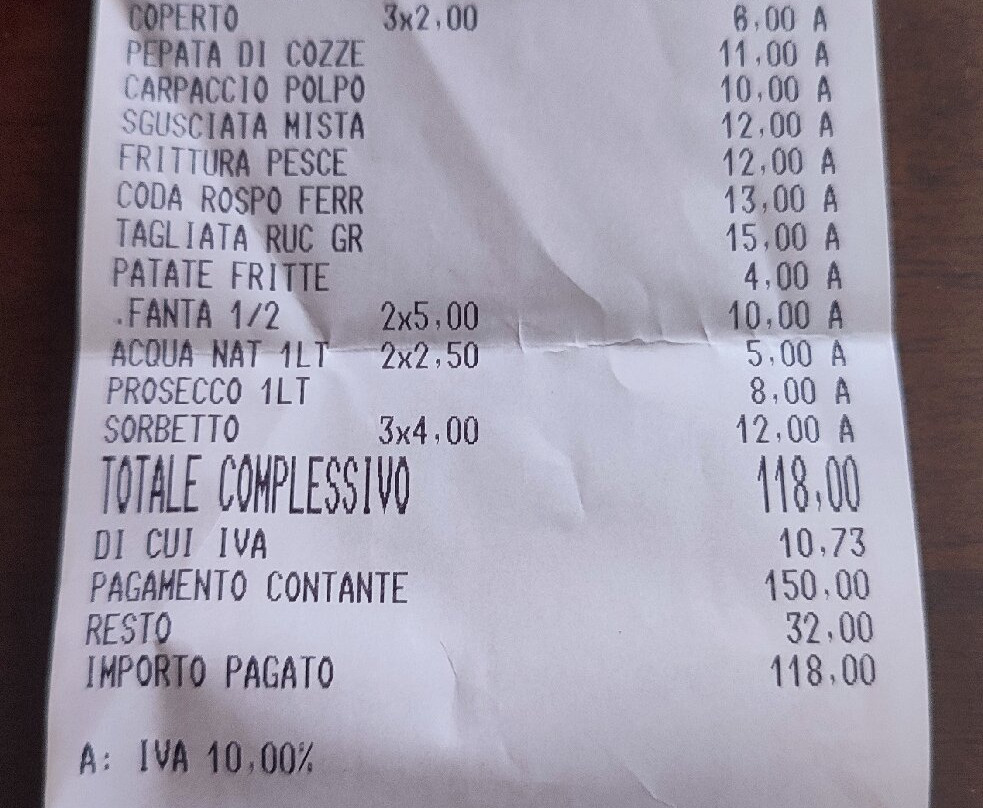 COPERTO 3x2,00 6,00 A
PEPATA DI COZZE 11,00 A
CARPACCIO POLPO 10,00 A
SGUSCIATA MISTA 12,00 A
FRITTURA PESCE 12,00 A
CODA ROSPO FERR 13,00 A
TAGLIATA RUC GR 15,00 A
PATATE FRITTE 4,00 A
.FANTA 1/2 2x5,00 10,00 A
ACQUA NAT 1LT 2x2,50 5,00 A
PROSECCO 1LT 8,00 A
SORBETTO 3x4,00 12,00 A
TOTALE COMPLESSIVO 118,00
DI CUI IVA 10,73
PAGAMENTO CONTANTE 150,00
RESTO 32,00
IMPORTO PAGATO 118,00
A: IVA 10,00%